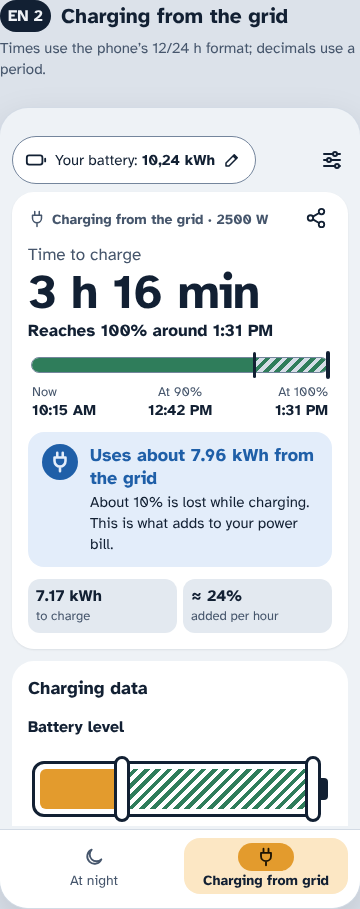 EN 2 Charging from the grid
Times use the phone's 12/24 h format; decimals use a
period.
Your battery: 10,24 kWh
Charging from the grid · 2500 W
Time to charge
3 h 16 min
Reaches 100% around 1:31 PM
Now At 90% At 100%
10:15 AM 12:42 PM 1:31 PM
Uses about 7.96 kWh from
the grid
About 10% is lost while charging.
This is what adds to your power
bill.
7.17 kWh ≈ 24%
to charge added per hour
Charging data
Battery level
At night Charging from grid